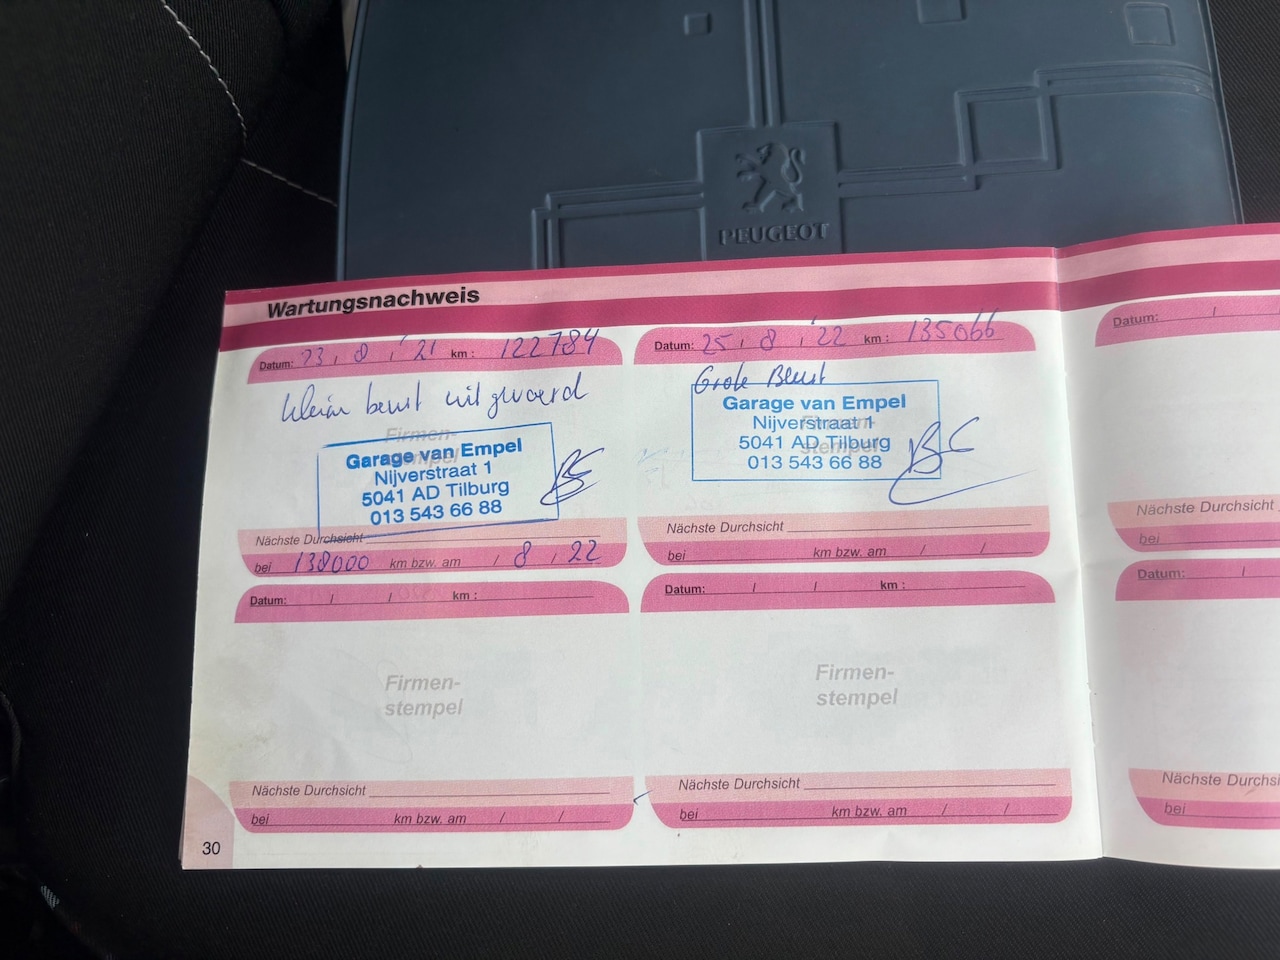 PEUGEOT
Wartungsnachweis
Datum: 23 / 8 / '21 km : 122784
klein beurt uitgevoerd
Firmen-
stempel
Garage van Empel
Nijverstraat 1
5041 AD Tilburg
013 543 66 88
Nächste Durchsicht
bei 138000 km bzw. am / 8 / 22
Datum: 25 / 8 / '22 km : 135066
Grote Beurt
Firmen-
stempel
Garage van Empel
Nijverstraat 1
5041 AD Tilburg
013 543 66 88
Nächste Durchsicht
bei km bzw. am / /
Datum: / / km :
Firmen-
stempel
Nächste Durchsicht
bei km bzw. am / /
Datum: / / km :
Firmen-
stempel
Nächste Durchsicht
bei km bzw. am / /
30
Datum: /
Nächste Durchsicht
bei
Datum: /
Nächste Durchsi
bei